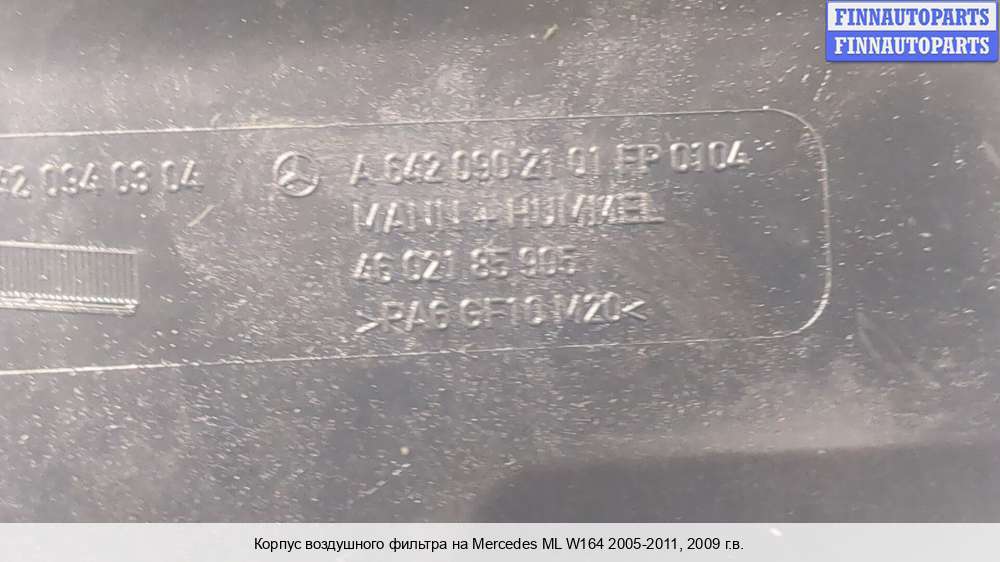 FINNAUTOPARTS
FINNAUTOPARTS
42 094 03 04
A 642 090 21 01 FP 0104
MANN + HUMMEL
46 021 85 905
>PA6 GF10 M20<
Корпус воздушного фильтра на Mercedes ML W164 2005-2011, 2009 г.в.